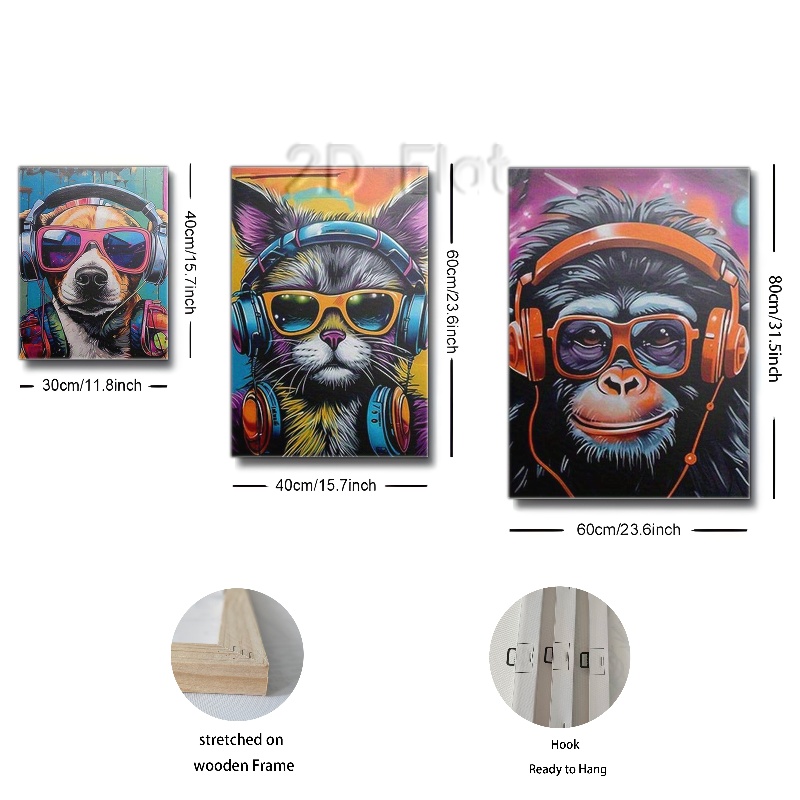 2D Flat
40cm/15.7inch
30cm/11.8inch
60cm/23.6inch
40cm/15.7inch
80cm/31.5inch
60cm/23.6inch
stretched on
wooden Frame
Hook
Ready to Hang